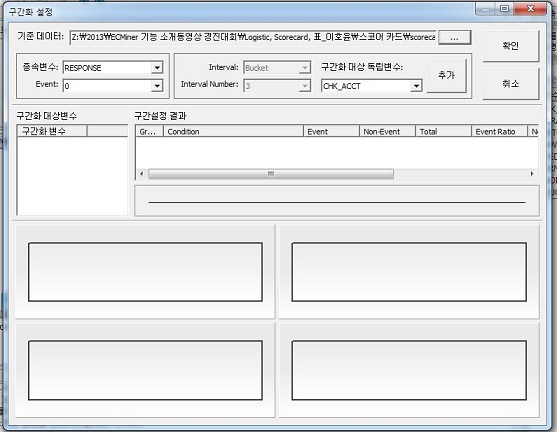 구간화 설정
기준 데이터: Z:\2013\ECMiner 기능 소개동영상 경진대회\Logistic, Scorecard, 표_이호윤\스코어 카드\scoreca ...
확인
종속변수: RESPONSE
Interval: Bucket
구간화 대상 독립변수:
추가
Event: 0
Interval Number: 3
CHK_ACCT
취소
구간화 대상변수
구간설정 결과
구간화 변수
Gr... Condition Event Non-Event Total Event Ratio